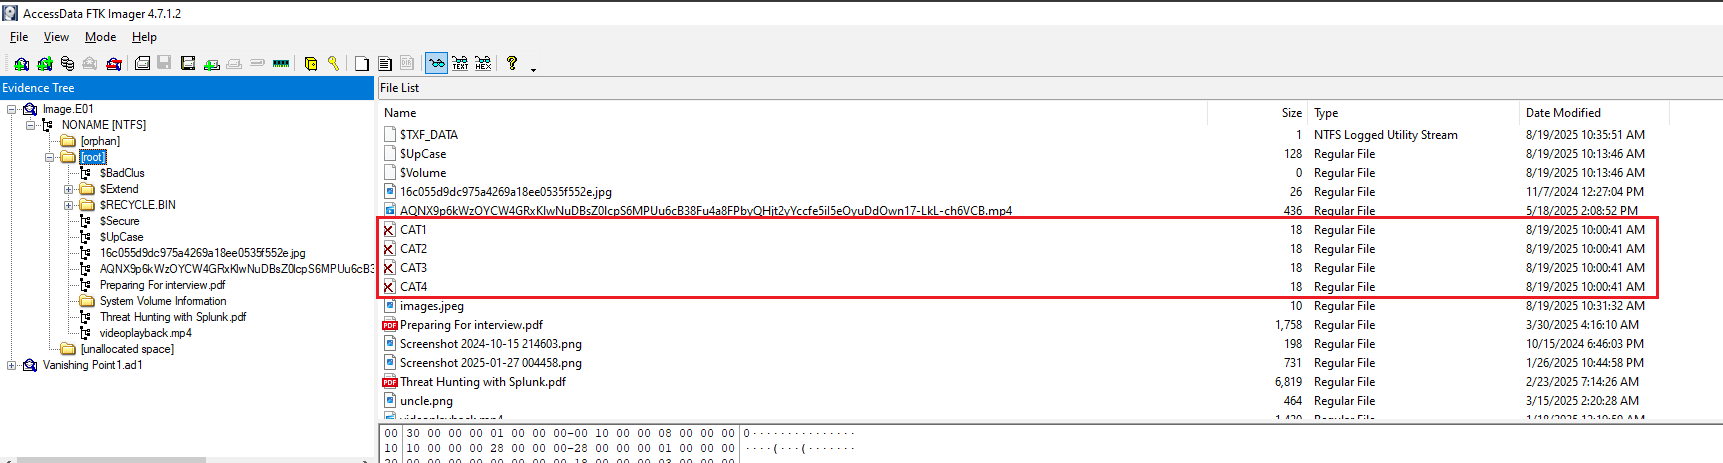 AccessData FTK Imager 4.7.1.2
File View Mode Help
Evidence Tree
Image.E01
NONAME [NTFS]
[orphan]
[root]
$BadClus
$Extend
$RECYCLE.BIN
$Secure
$UpCase
16c055d9dc975a4269a18ee0535f552e.jpg
Preparing For interview.pdf
System Volume Information
Threat Hunting with Splunk.pdf
videoplayback.mp4
[unallocated space]
Vanishing Point1.ad1
File List
Name Size Type Date Modified
$TXF_DATA 1 NTFS Logged Utility Stream 8/19/2025 10:35:51 AM
$UpCase 128 Regular File 8/19/2025 10:13:46 AM
$Volume 0 Regular File 8/19/2025 10:13:46 AM
16c055d9dc975a4269a18ee0535f552e.jpg 26 Regular File 11/7/2024 12:27:04 PM
436 Regular File 5/18/2025 2:08:52 PM
CAT1 18 Regular File 8/19/2025 10:00:41 AM
CAT2 18 Regular File 8/19/2025 10:00:41 AM
CAT3 18 Regular File 8/19/2025 10:00:41 AM
CAT4 18 Regular File 8/19/2025 10:00:41 AM
images.jpeg 10 Regular File 8/19/2025 10:31:32 AM
Preparing For interview.pdf 1,758 Regular File 3/30/2025 4:16:10 AM
Screenshot 2024-10-15 214603.png 198 Regular File 10/15/2024 6:46:03 PM
Screenshot 2025-01-27 004458.png 731 Regular File 1/26/2025 10:44:58 PM
Threat Hunting with Splunk.pdf 6,819 Regular File 2/23/2025 7:14:26 AM
uncle.png 464 Regular File 3/15/2025 2:20:28 AM
00 30 00 00 00 01 00 00 00-00 10 00 00 08 00 00 00 0···············
10 10 00 00 00 28 00 00 00-28 00 00 00 01 00 00 00 ····(···(·······